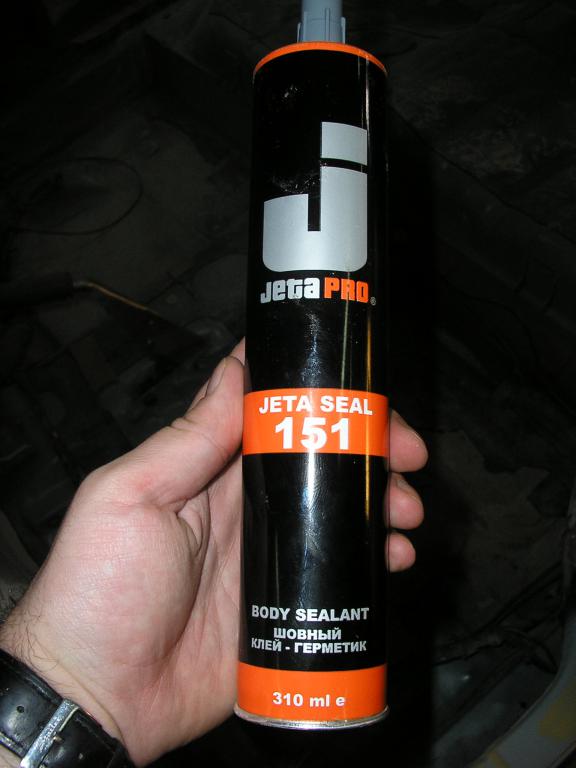 j
JetaPRO®
JETA SEAL
151
BODY SEALANT
ШОВНЫЙ
КЛЕЙ - ГЕРМЕТИК
310 ml e